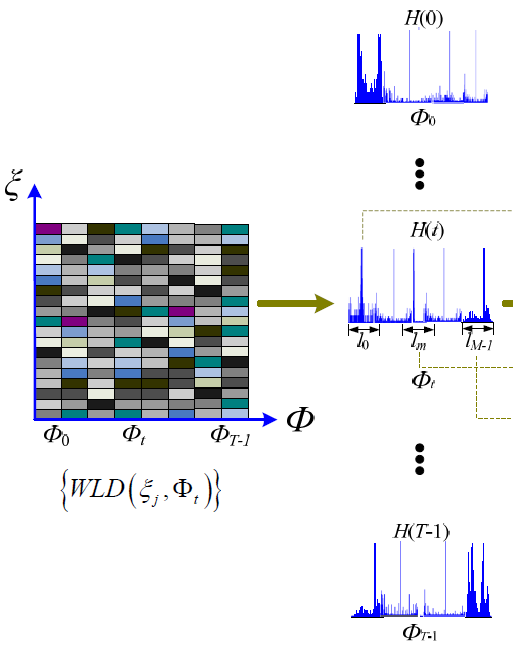 H(0)
Φ0
ξ
H(t)
l0 lm lM-1
Φt
Φ
Φ0 Φt ΦT-1
{WLD(ξj, Φt)}
H(T-1)
ΦT-1